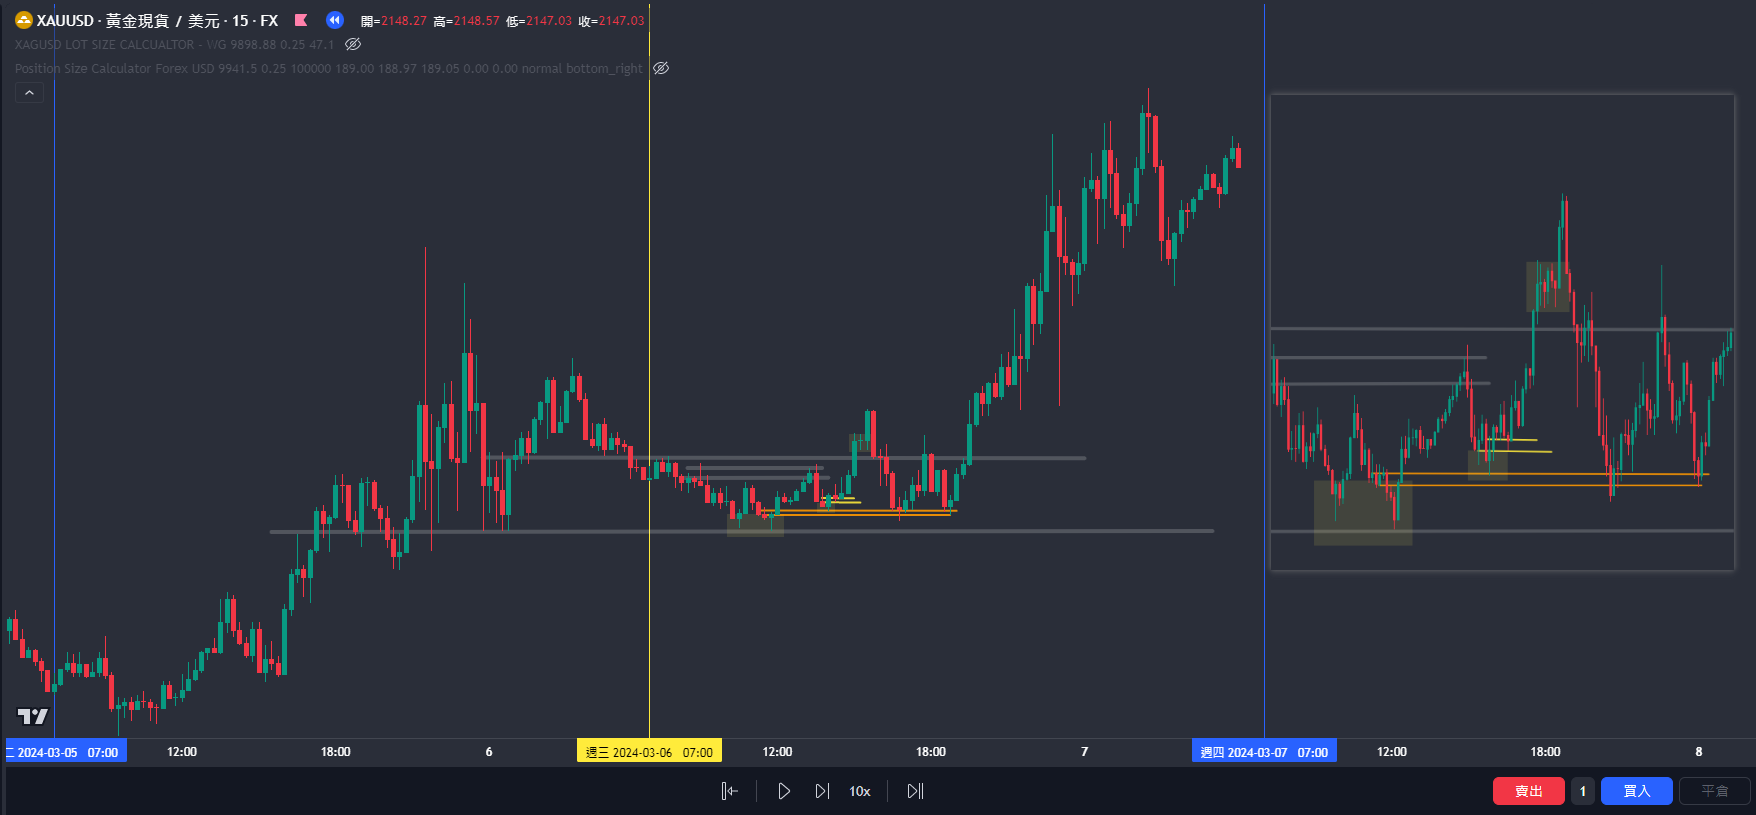 XAUUSD · 黃金現貨 / 美元 · 15 · FX 開=2148.27 高=2148.57 低=2147.03 收=2147.03
XAGUSD LOT SIZE CALCUALTOR - WG 9898.88 0.25 47.1
Position Size Calculator Forex USD 9941.5 0.25 100000 189.00 188.97 189.05 0.00 0.00 normal bottom_right
二 2024-03-05 07:00 12:00 18:00 6 週三 2024-03-06 07:00 12:00 18:00 7 週四 2024-03-07 07:00 12:00 18:00 8
10x 賣出 1 買入 平倉